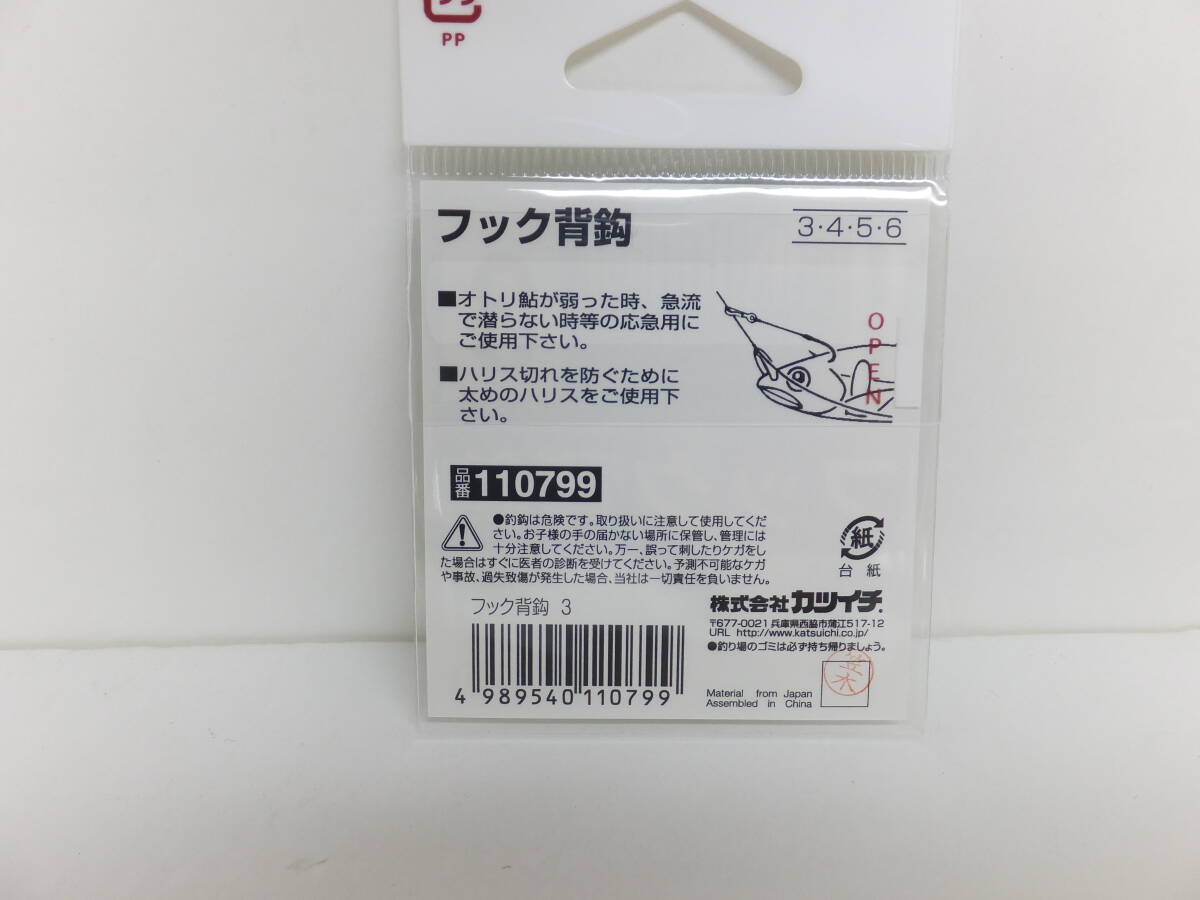 PP
フック背鈎
3・4・5・6
■オトリ鮎が弱った時、急流
で潜らない時等の応急用に
ご使用下さい。
■ハリス切れを防ぐために
太めのハリスをご使用下
さい。
OPEN
品番 110799
●釣鈎は危険です。取り扱いに注意して使用してくだ
さい。お子様の手の届かない場所に保管し、管理には
十分注意してください。万一、誤って刺したりケガをし
た場合はすぐに医者の診断を受けてください。予測不可能なケガ
や事故、過失致傷が発生した場合、当社は一切責任を負いません。
紙
台紙
フック背鈎 3
4 989540 110799
株式会社カツイチ.
〒677-0021 兵庫県西脇市蒲江517-12
URL http://www.katsuichi.co.jp/
●釣り場のゴミは必ず持ち帰りましょう。
Material from Japan
Assembled in China